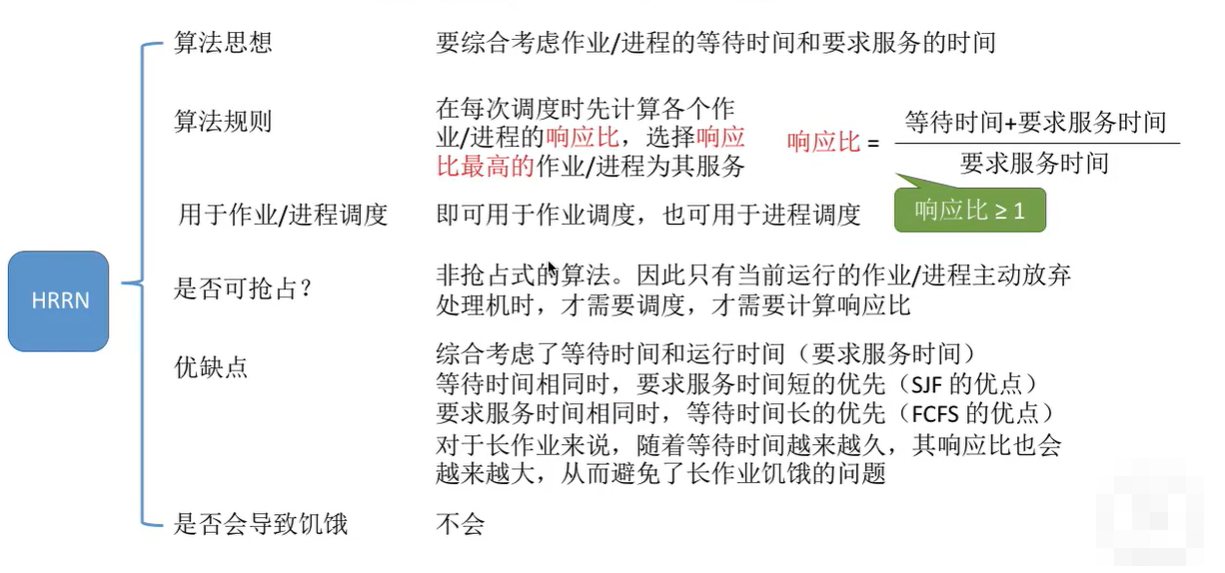 HRRN
算法思想
要综合考虑作业/进程的等待时间和要求服务的时间
算法规则
在每次调度时先计算各个作
业/进程的响应比，选择响应
比最高的作业/进程为其服务
响应比 =
等待时间+要求服务时间
要求服务时间
响应比 ≥ 1
用于作业/进程调度
即可用于作业调度，也可用于进程调度
是否可抢占？
非抢占式的算法。因此只有当前运行的作业/进程主动放弃
处理机时，才需要调度，才需要计算响应比
优缺点
综合考虑了等待时间和运行时间（要求服务时间）
等待时间相同时，要求服务时间短的优先（SJF 的优点）
要求服务时间相同时，等待时间长的优先（FCFS 的优点）
对于长作业来说，随着等待时间越来越久，其响应比也会
越来越大，从而避免了长作业饥饿的问题
是否会导致饥饿
不会